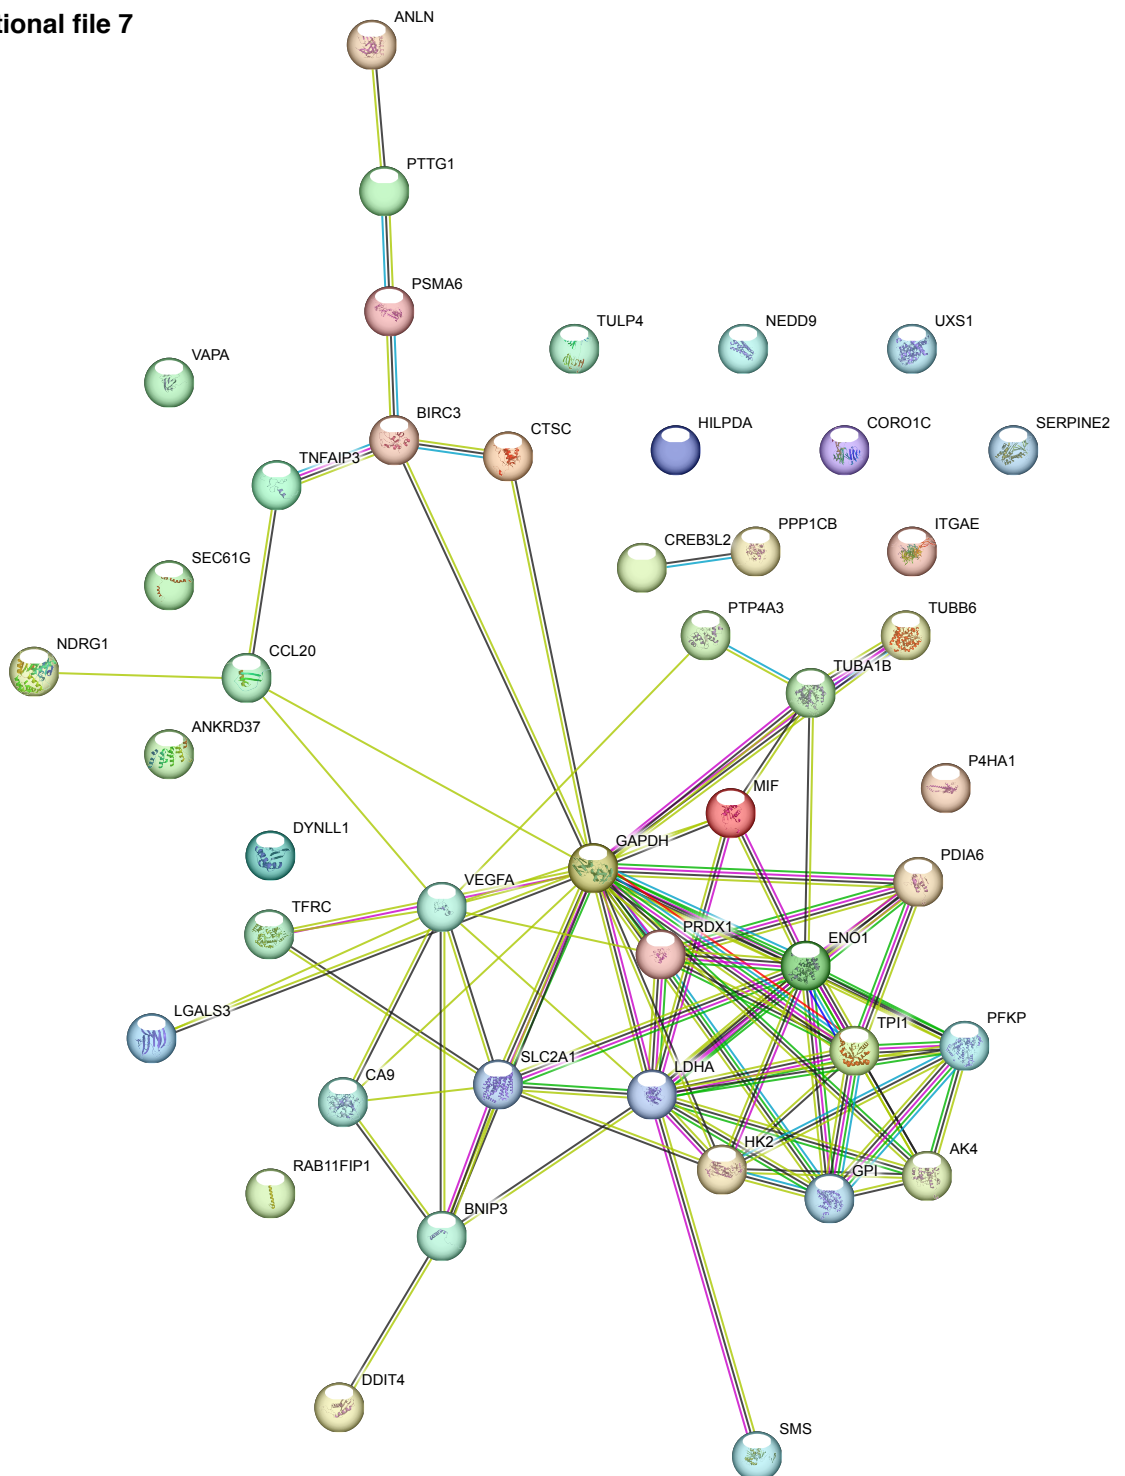 tional file 7
ANLN
PTTG1
PSMA6
TULP4
NEDD9
UXS1
VAPA
BIRC3
HILPDA
CORO1C
SERPINE2
CTSC
TNFAIP3
CREB3L2
PPP1CB
ITGAE
SEC61G
PTP4A3
TUBB6
NDRG1
CCL20
TUBA1B
ANKRD37
P4HA1
MIF
DYNLL1
GAPDH
PDIA6
VEGFA
TFRC
PRDX1
ENO1
LGALS3
TPI1
PFKP
SLC2A1
LDHA
CA9
HK2
AK4
RAB11FIP1
GPI
BNIP3
DDIT4
SMS